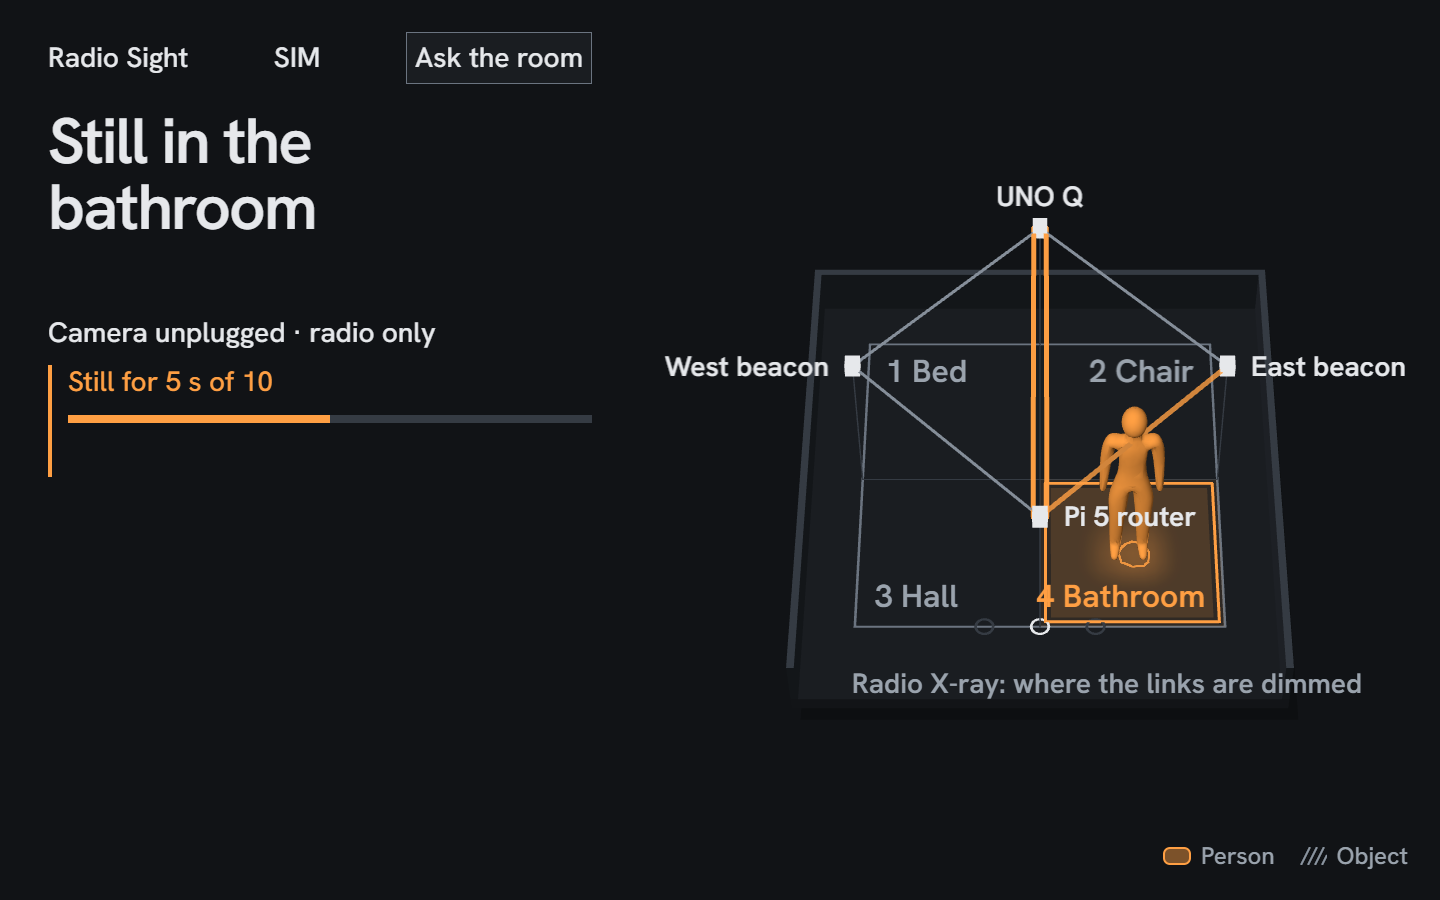 Radio Sight
SIM
Ask the room
Still in the
bathroom
Camera unplugged · radio only
Still for 5 s of 10
UNO Q
West beacon
1 Bed
2 Chair
East beacon
Pi 5 router
3 Hall
4 Bathroom
Radio X-ray: where the links are dimmed
Person
Object